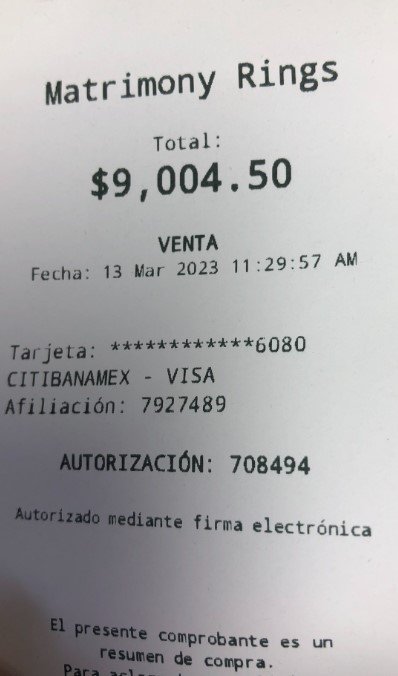 Matrimony Rings
Total:
$9,004.50
VENTA
Fecha: 13 Mar 2023 11:29:57 AM
Tarjeta: ************6080
CITIBANAMEX - VISA
Afiliación: 7927489
AUTORIZACIÓN: 708494
Autorizado mediante firma electrónica
El presente comprobante es un
resumen de compra.
Para